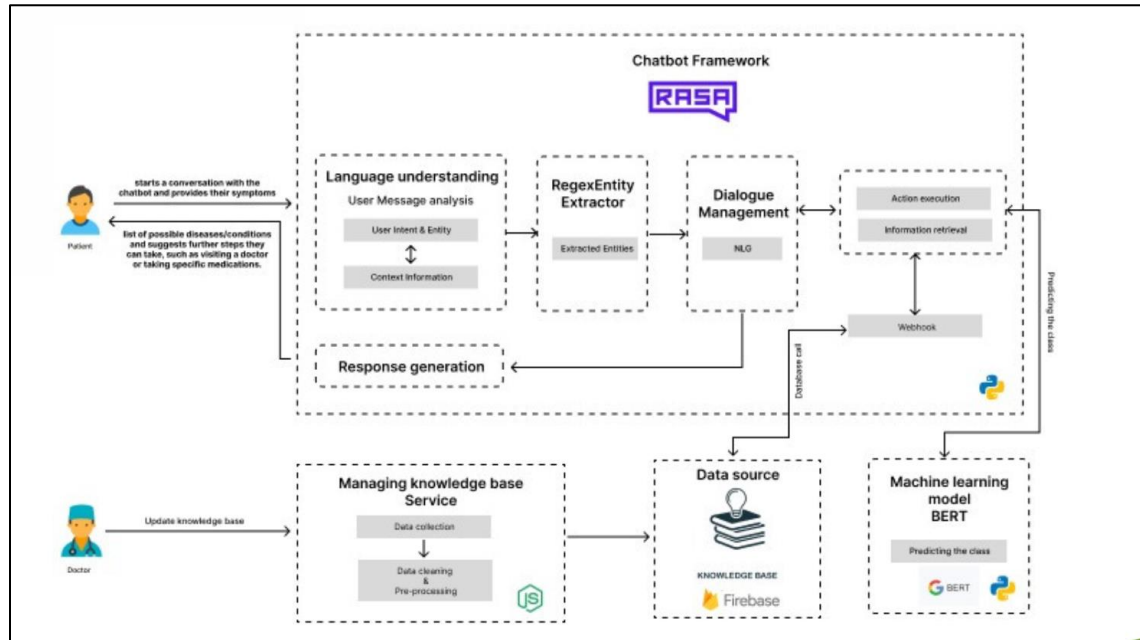 Chatbot Framework
RASA
starts a conversation with the
chatbot and provides their symptoms
Patient
list of possible diseases/conditions
and suggests further steps they
can take, such as visiting a doctor
or taking specific medications.
Language understanding
User Message analysis
User Intent & Entity
Context Information
RegexEntity
Extractor
Extracted Entities
Dialogue
Management
NLG
Action execution
Information retrieval
Webhook
Response generation
Database call
Predicting the class
Doctor
Update knowledge base
Managing knowledge base
Service
Data collection
Data cleaning
&
Pre-processing
JS
Data source
KNOWLEDGE BASE
Firebase
Machine learning
model
BERT
Predicting the class
G BERT